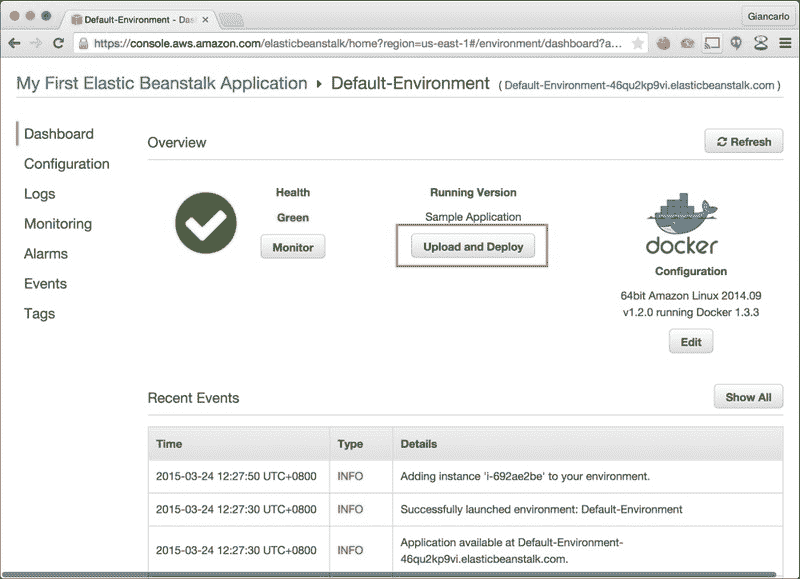 Default-Environment - Das
Giancarlo
https://console.aws.amazon.com/elasticbeanstalk/home?region=us-east-1#/environment/dashboard?a...
My First Elastic Beanstalk Application Default-Environment ( Default-Environment-46qu2kp9vi.elasticbeanstalk.com )
Dashboard
Configuration
Logs
Monitoring
Alarms
Events
Tags
Overview
Refresh
Health
Green
Monitor
Running Version
Sample Application
Upload and Deploy
docker
Configuration
64bit Amazon Linux 2014.09
v1.2.0 running Docker 1.3.3
Edit
Recent Events
Show All
Time Type Details
2015-03-24 12:27:50 UTC+0800 INFO Adding instance 'i-692ae2be' to your environment.
2015-03-24 12:27:30 UTC+0800 INFO Successfully launched environment: Default-Environment
2015-03-24 12:27:30 UTC+0800 INFO Application available at Default-Environment-
46qu2kp9vi.elasticbeanstalk.com.